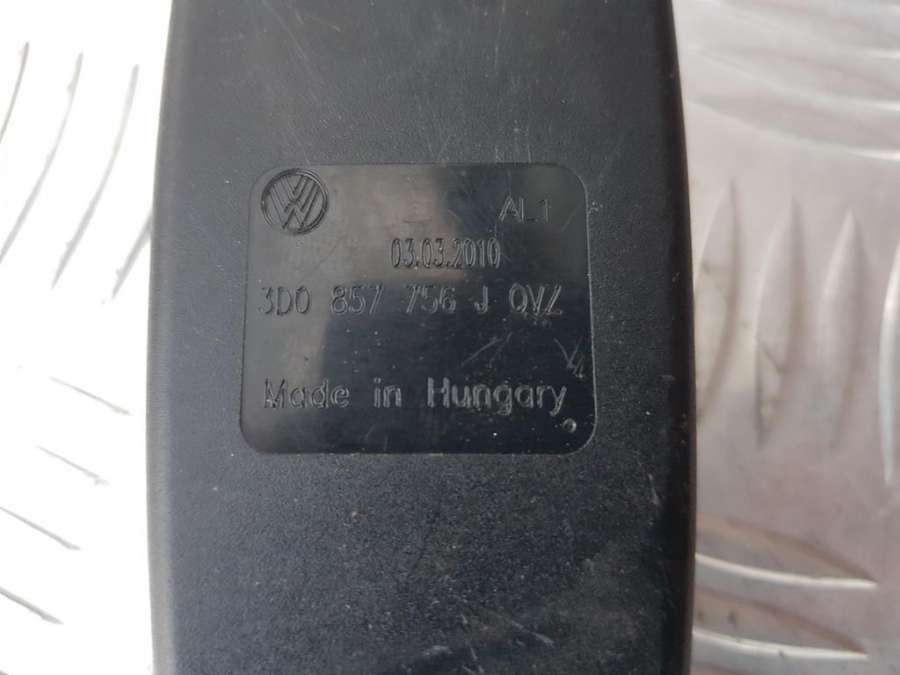 AL1
03.03.2010
3D0 857 756 J QVZ
Made in Hungary